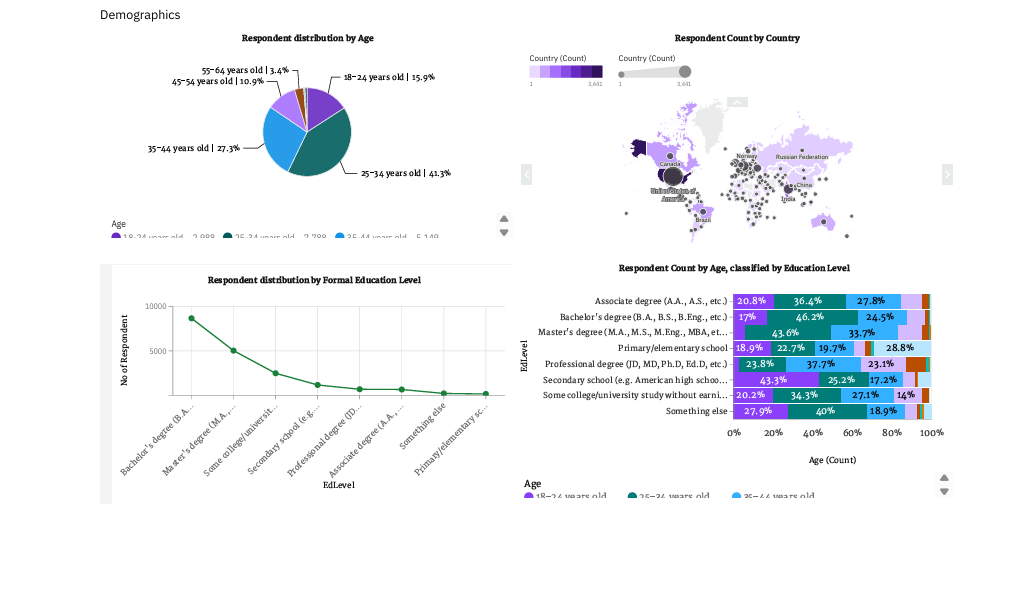 Demographics
Respondent distribution by Age
55-64 years old | 3.4%
45-54 years old | 10.9%
18-24 years old | 15.9%
35-44 years old | 27.3%
25-34 years old | 41.3%
Age
18-24 years old 2,988 25-34 years old 7,788 35-44 years old 5,149
Respondent Count by Country
Country (Count) Country (Count)
1 3,441 1 3,441
Norway
Russian Federation
Canada
China
United States of
America
India
Brazil
Respondent distribution by Formal Education Level
No of Respondent
10000
5000
Bachelor's degree (B.A....
Master's degree (M.A.,...
Some college/universit...
Secondary school (e.g....
Professional degree (JD...
Associate degree (A.A.,...
Something else
Primary/elementary sc...
EdLevel
Respondent Count by Age, classified by Education Level
EdLevel
Associate degree (A.A., A.S., etc.) 20.8% 36.4% 27.8%
Bachelor's degree (B.A., B.S., B.Eng., etc.) 17% 46.2% 24.5%
Master's degree (M.A., M.S., M.Eng., MBA, et... 43.6% 33.7%
Primary/elementary school 18.9% 22.7% 19.7% 28.8%
Professional degree (JD, MD, Ph.D, Ed.D, etc.) 23.8% 37.7% 23.1%
Secondary school (e.g. American high schoo... 43.3% 25.2% 17.2%
Some college/university study without earni... 20.2% 34.3% 27.1% 14%
Something else 27.9% 40% 18.9%
0% 20% 40% 60% 80% 100%
Age (Count)
Age
18-24 years old 25-34 years old 35-44 years old